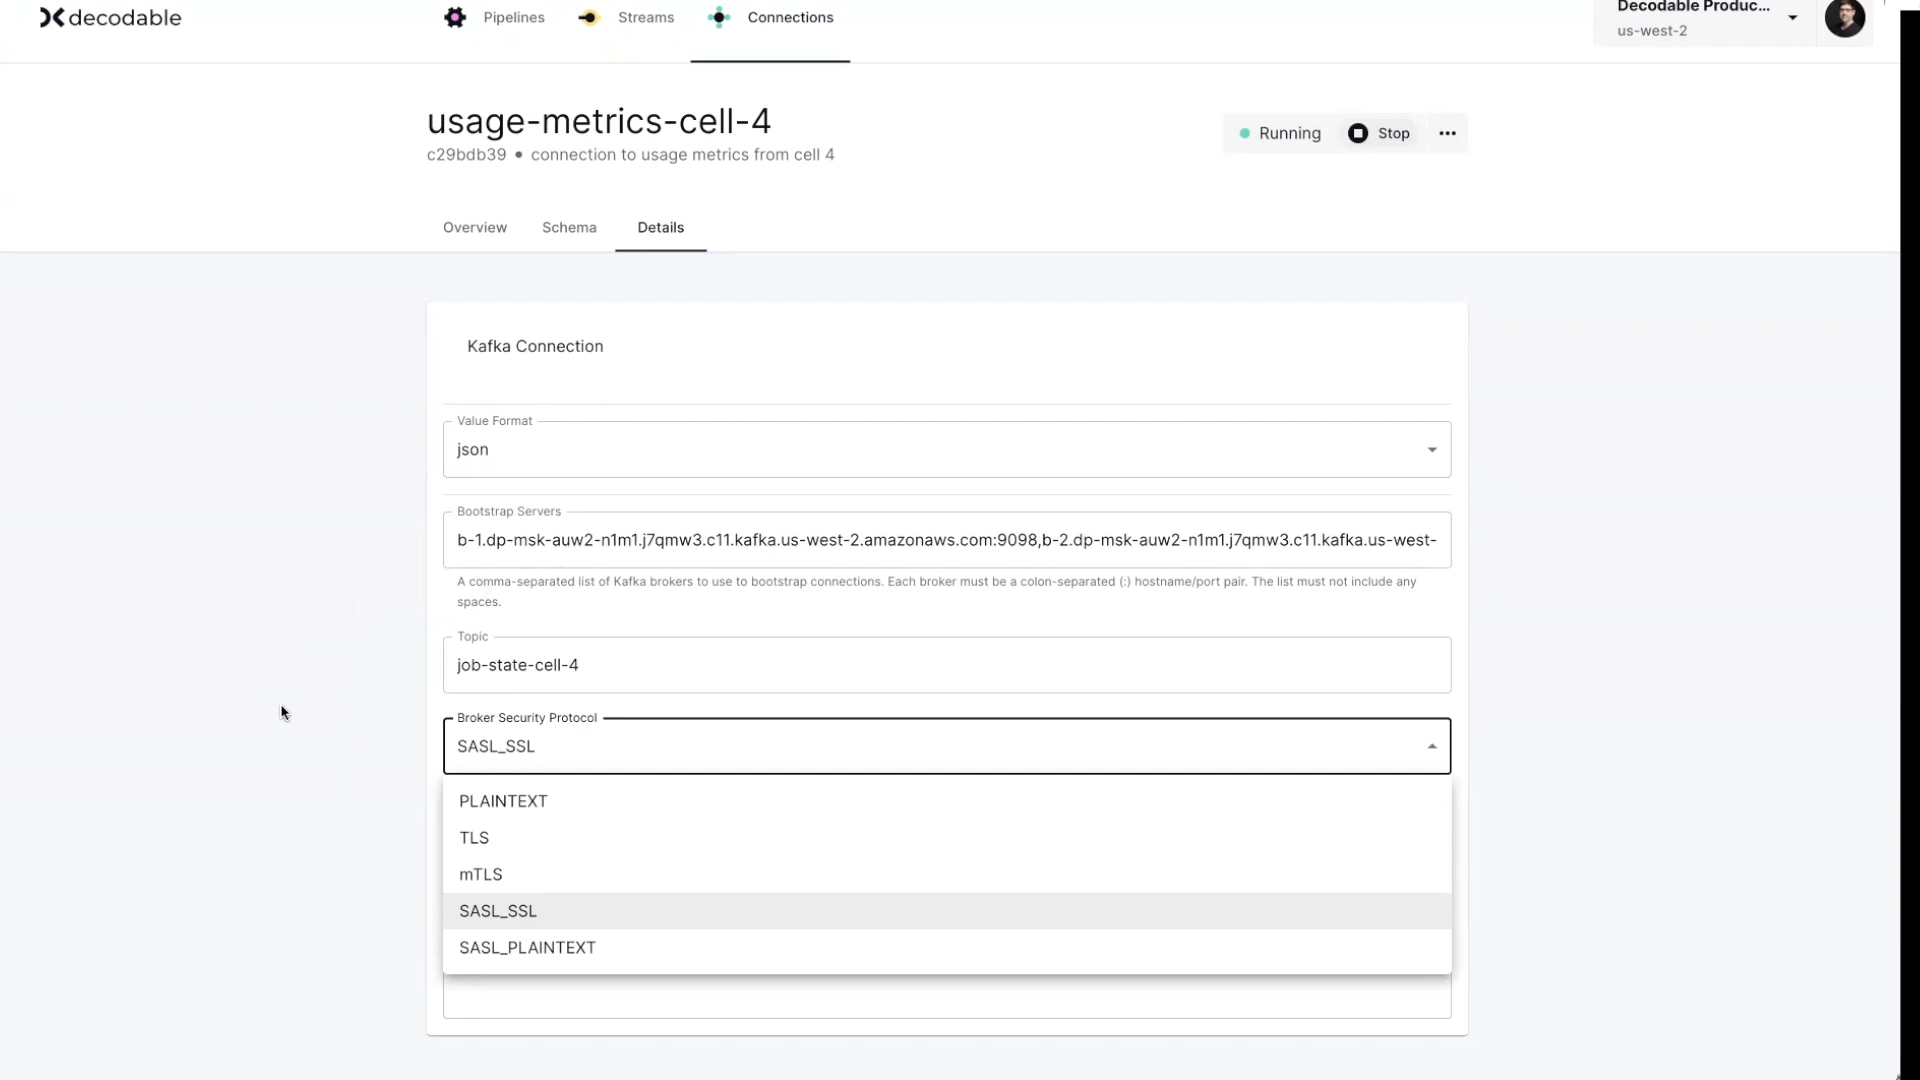 decodable
Pipelines
Streams
Connections
Decodable Produc...
us-west-2
usage-metrics-cell-4
c29bdb39 • connection to usage metrics from cell 4
Running
Stop
Overview
Schema
Details
Kafka Connection
Value Format
json
Bootstrap Servers
b-1.dp-msk-auw2-n1m1.j7qmw3.c11.kafka.us-west-2.amazonaws.com:9098,b-2.dp-msk-auw2-n1m1.j7qmw3.c11.kafka.us-west-
A comma-separated list of Kafka brokers to use to bootstrap connections. Each broker must be a colon-separated (:) hostname/port pair. The list must not include any
spaces.
Topic
job-state-cell-4
Broker Security Protocol
SASL_SSL
PLAINTEXT
TLS
mTLS
SASL_SSL
SASL_PLAINTEXT